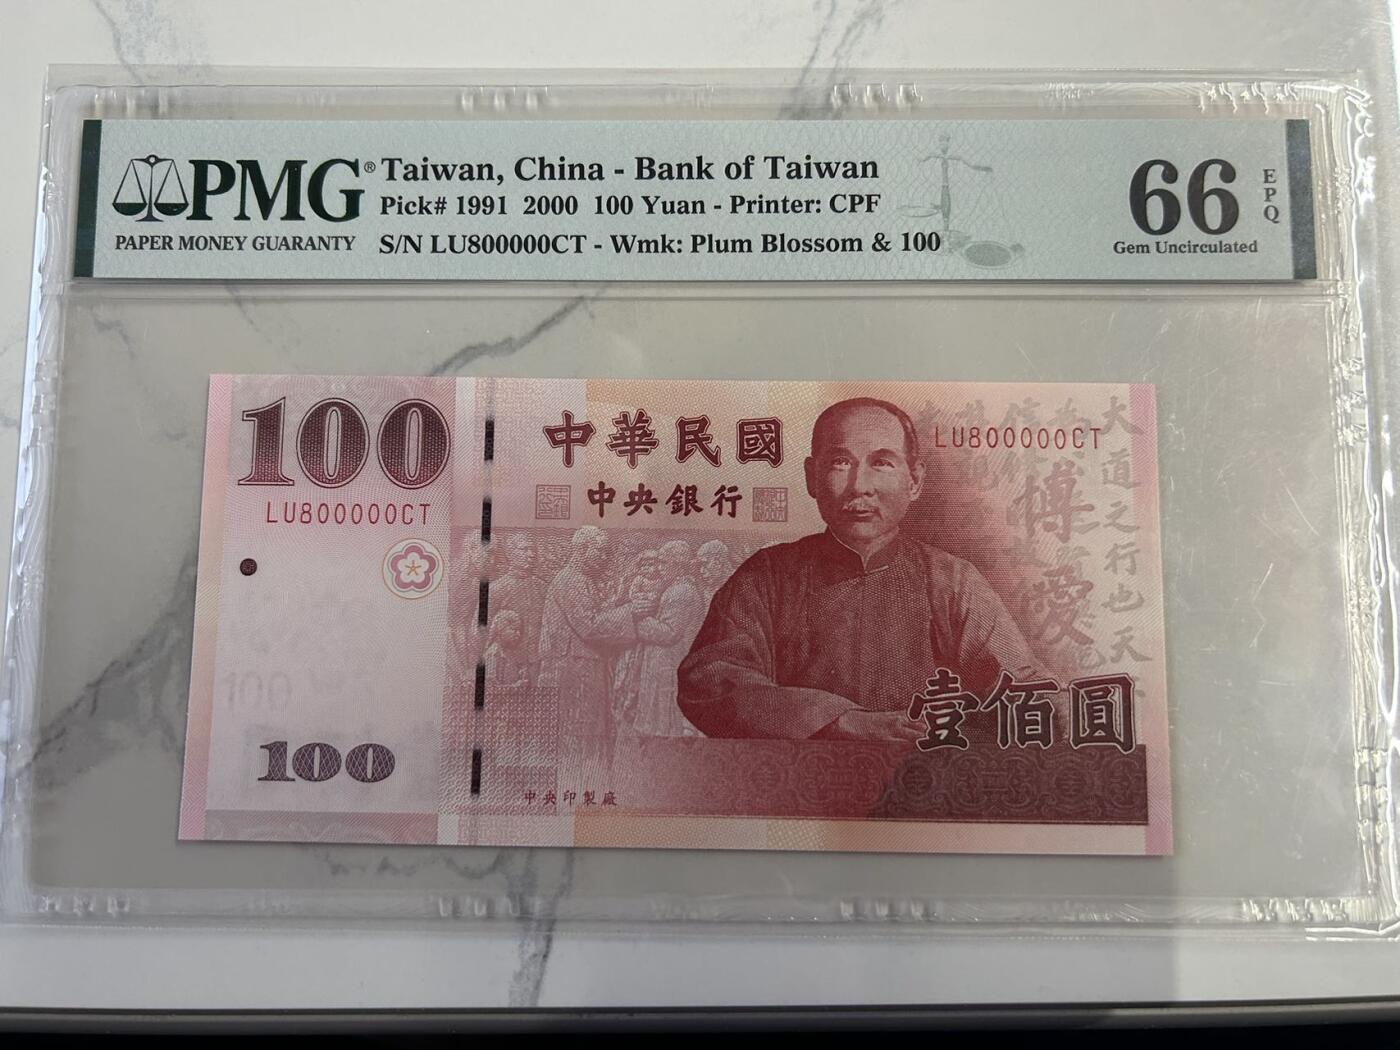 PMG®
PAPER MONEY GUARANTY
Taiwan, China - Bank of Taiwan
Pick# 1991 2000 100 Yuan - Printer: CPF
S/N LU800000CT - Wmk: Plum Blossom & 100
66
EPQ
Gem Uncirculated
100
中華民國
LU800000CT
中央銀行
LU800000CT
博愛
大道之行也天
100
壹佰圓
100
中央印製廠